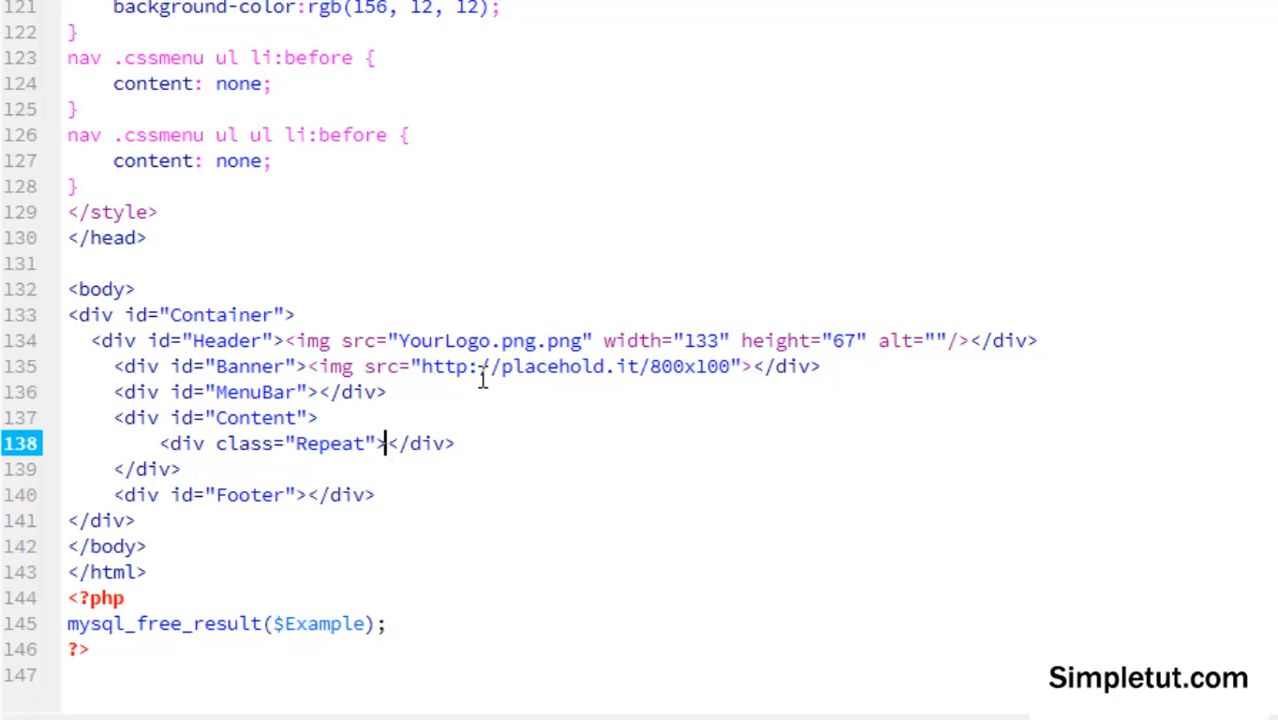 121 background-color:rgb(156, 12, 12);
122 }
123 nav .cssmenu ul li:before {
124 content: none;
125 }
126 nav .cssmenu ul ul li:before {
127 content: none;
128 }
129 </style>
130 </head>
131
132 <body>
133 <div id="Container">
134 <div id="Header"><img src="YourLogo.png.png" width="133" height="67" alt=""/></div>
135 <div id="Banner"><img src="http://placehold.it/800x100"></div>
136 <div id="MenuBar"></div>
137 <div id="Content">
138 <div class="Repeat"></div>
139 </div>
140 <div id="Footer"></div>
141 </div>
142 </body>
143 </html>
144 <?php
145 mysql_free_result($Example);
146 ?>
147
Simpletut.com